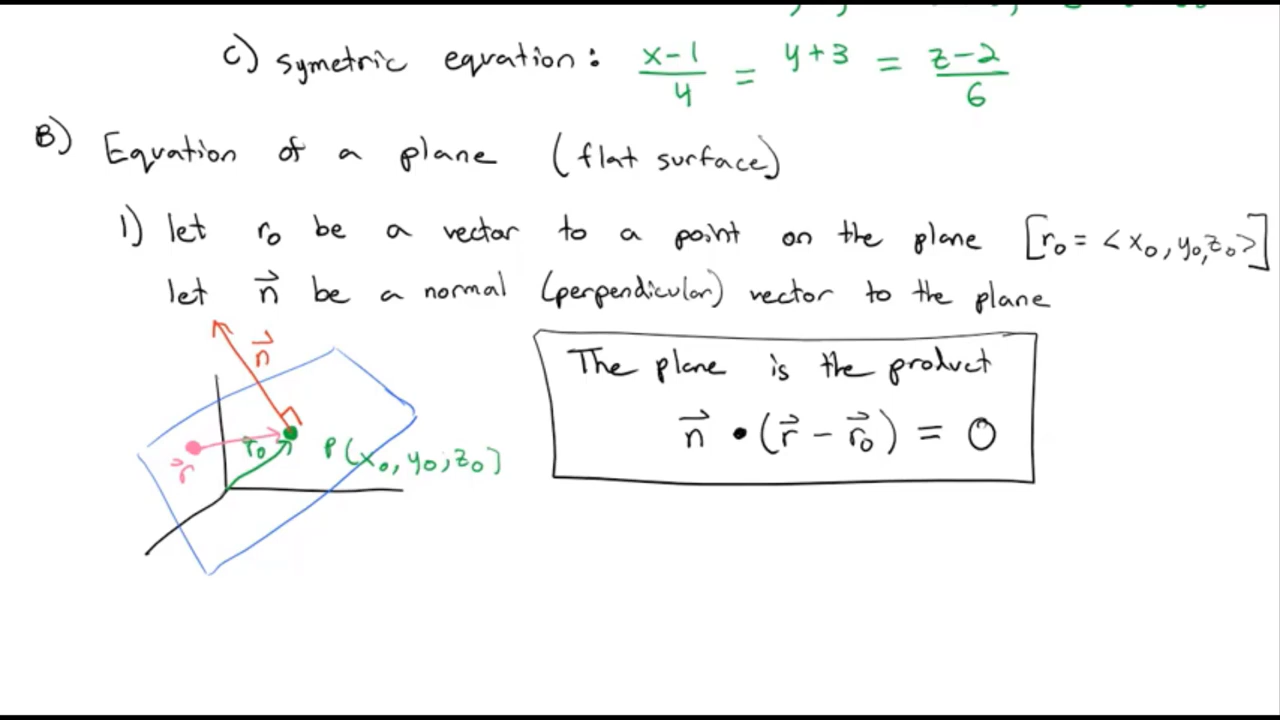 c) symetric equation: x-1/4 = y+3 = z-2/6
B) Equation of a plane (flat surface)
1) let r₀ be a vector to a point on the plane [r₀ = <x₀, y₀, z₀>]
let n⃗ be a normal (perpendicular) vector to the plane
The plane is the product
n⃗ • (r⃗ - r⃗₀) = 0
n⃗
r⃗
r⃗₀
P(x₀, y₀, z₀)